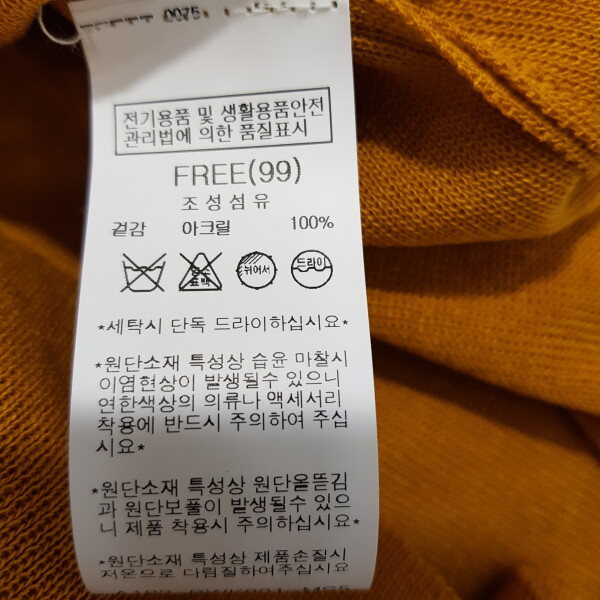 0075
전기용품 및 생활용품안전
관리법에 의한 품질표시
FREE(99)
조성섬유
겉감 아크릴 100%
염소 표백 뉘어서 드라이
*세탁시 단독 드라이하십시요*
*원단소재 특성상 습윤 마찰시
이염현상이 발생될수 있으니
연한색상의 의류나 액세서리
착용에 반드시 주의하여 주십
시요*
*원단소재 특성상 원단올뜯김
과 원단보풀이 발생될수 있으
니 제품 착용시 주의하십시요*
*원단소재 특성상 제품손질시
저온으로 다림질하여주십시요*